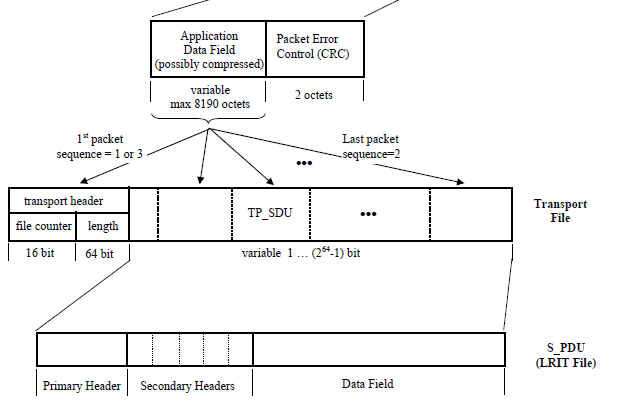 Application
Data Field
(possibly compressed)
Packet Error
Control (CRC)
variable
max 8190 octets
2 octets
1st packet
sequence = 1 or 3
Last packet
sequence=2
•••
transport header
file counter
length
TP_SDU
•••
Transport
File
16 bit
64 bit
variable 1 … (2^64-1) bit
S_PDU
(LRIT File)
Primary Header
Secondary Headers
Data Field